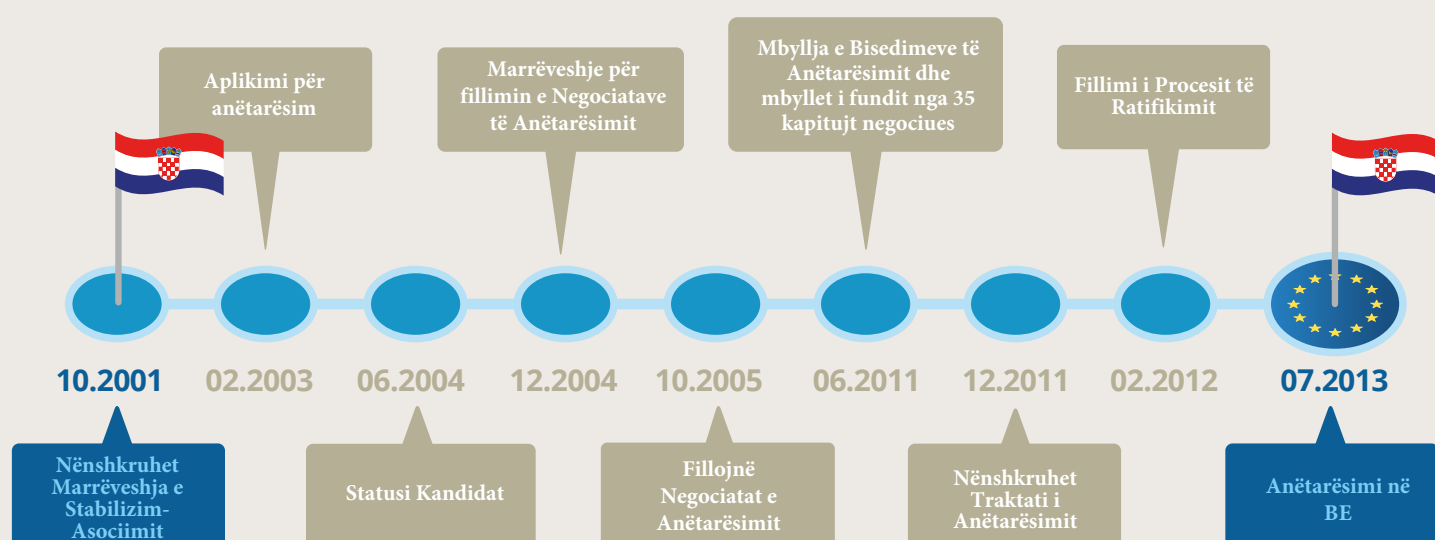 Aplikimi për
anëtarësim
Marrëveshje për
fillimin e Negociatave
të Anëtarësimit
Mbyllja e Bisedimeve të
Anëtarësimit dhe
mbyllet i fundit nga 35
kapitujt negociues
Fillimi i Procesit të
Ratifikimit
10.2001
02.2003
06.2004
12.2004
10.2005
06.2011
12.2011
02.2012
07.2013
Nënshkruhet
Marrëveshja e
Stabilizim-
Asociimit
Statusi Kandidat
Fillojnë
Negociatat e
Anëtarësimit
Nënshkruhet
Traktati i
Anëtarësimit
Anëtarësimi në
BE